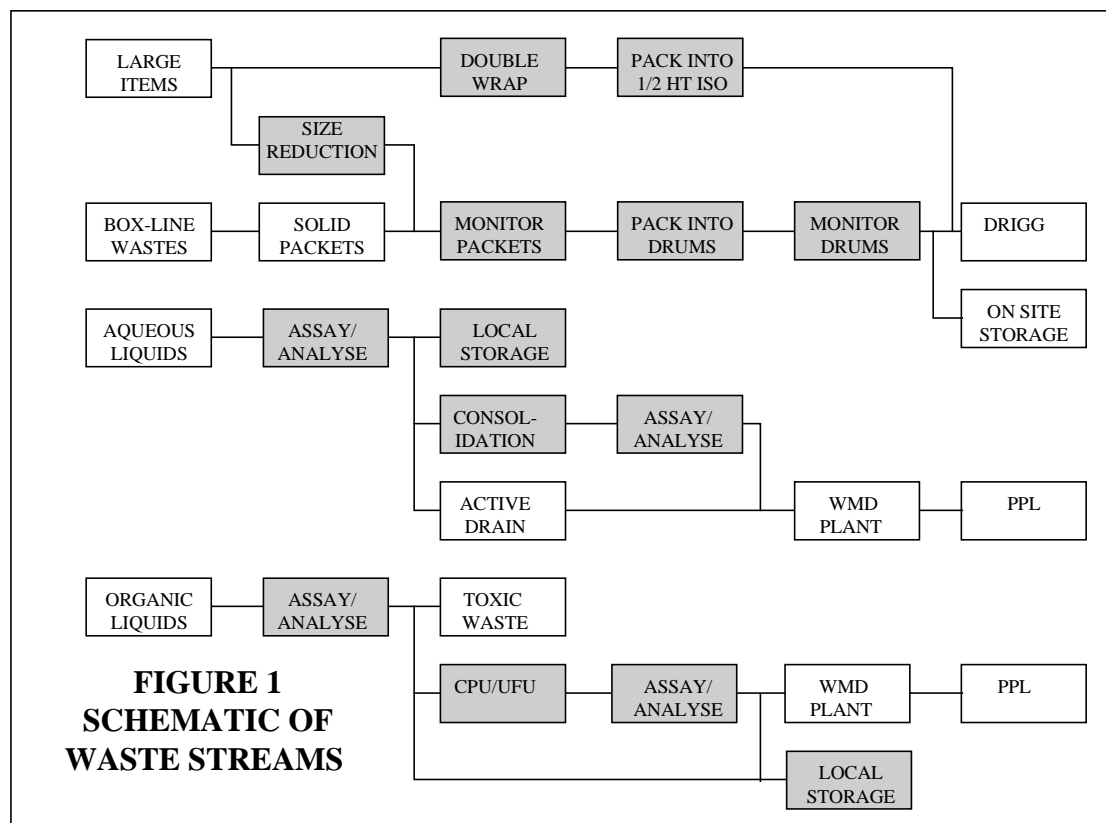 LARGE
ITEMS
DOUBLE
WRAP
PACK INTO
1/2 HT ISO
SIZE
REDUCTION
BOX-LINE
WASTES
SOLID
PACKETS
MONITOR
PACKETS
PACK INTO
DRUMS
MONITOR
DRUMS
DRIGG
ON SITE
STORAGE
AQUEOUS
LIQUIDS
ASSAY/
ANALYSE
LOCAL
STORAGE
CONSOL-
IDATION
ASSAY/
ANALYSE
ACTIVE
DRAIN
WMD
PLANT
PPL
ORGANIC
LIQUIDS
ASSAY/
ANALYSE
TOXIC
WASTE
CPU/UFU
ASSAY/
ANALYSE
WMD
PLANT
PPL
LOCAL
STORAGE
FIGURE 1
SCHEMATIC OF
WASTE STREAMS